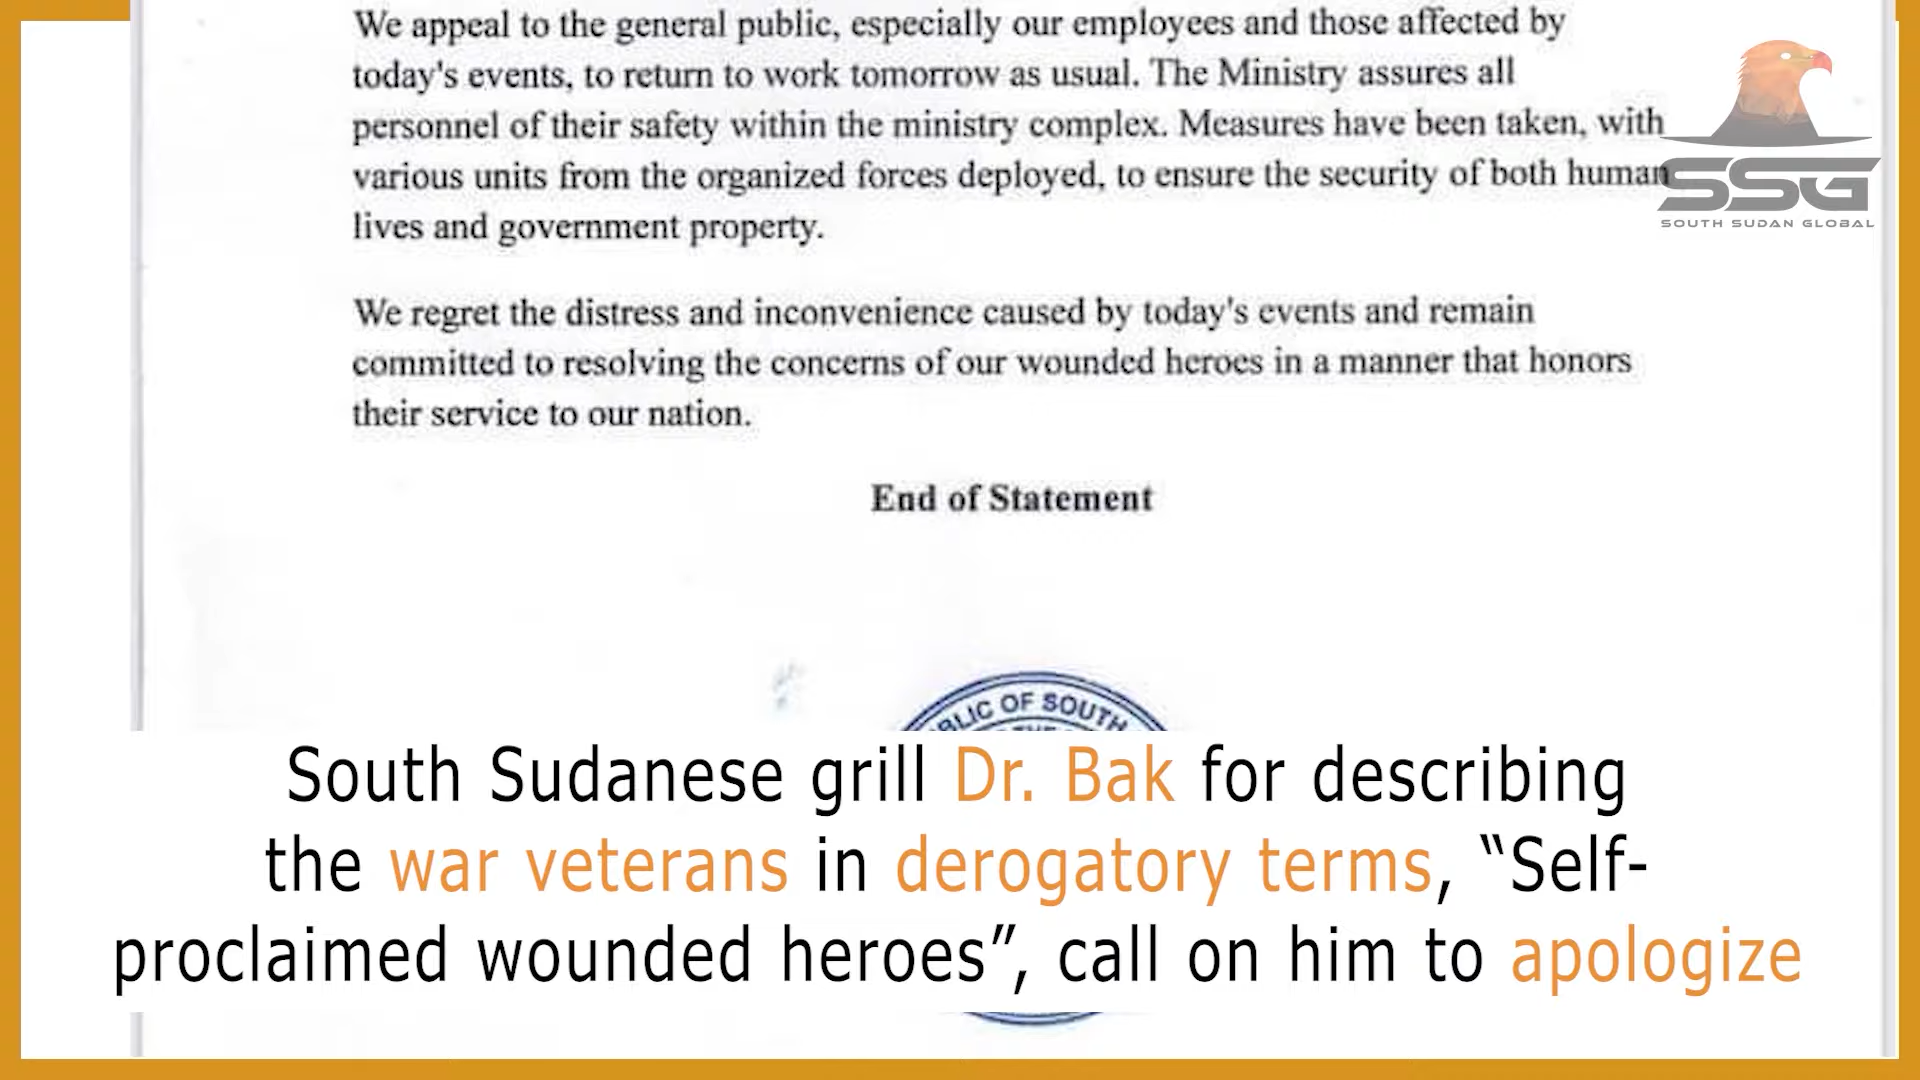 We appeal to the general public, especially our employees and those affected by
today's events, to return to work tomorrow as usual. The Ministry assures all
personnel of their safety within the ministry complex. Measures have been taken, with
various units from the organized forces deployed, to ensure the security of both human
lives and government property.
SSG
SOUTH SUDAN GLOBAL
We regret the distress and inconvenience caused by today's events and remain
committed to resolving the concerns of our wounded heroes in a manner that honors
their service to our nation.
End of Statement
OF SOUTH
South Sudanese grill Dr. Bak for describing
the war veterans in derogatory terms, “Self-
proclaimed wounded heroes”, call on him to apologize